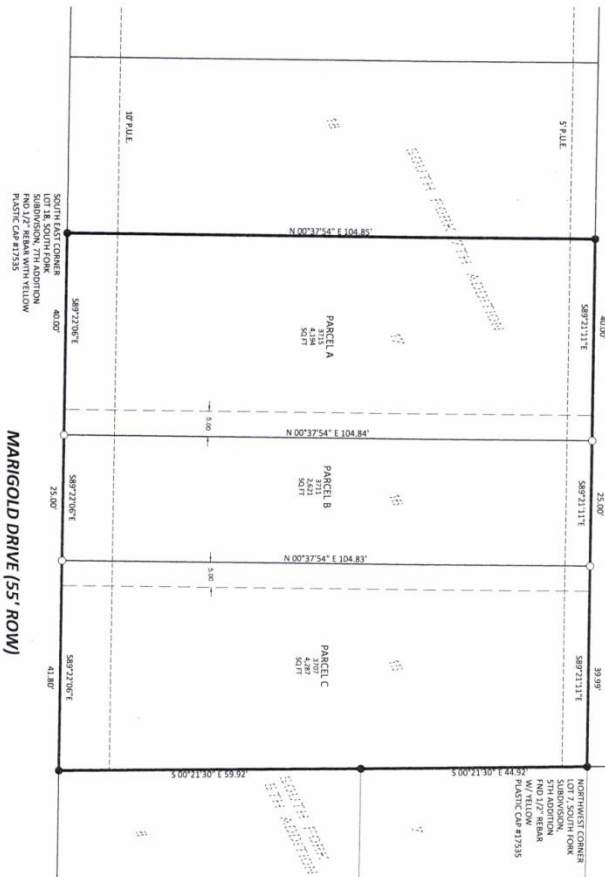 40.00'
25.00'
39.99'
S89°21'11"E
S89°21'11"E
S89°21'11"E
5' P.U.E.
NORTHWEST CORNER
LOT 7, SOUTH FORK
SUBDIVISION,
5TH ADDITION
FND 1/2" REBAR
W/ YELLOW
PLASTIC CAP #17535
18
SOUTH FORK 7TH ADDITION
17
16
15
7
N 00°37'54" E 104.85'
N 00°37'54" E 104.84'
N 00°37'54" E 104.83'
S 00°21'30" E 44.92'
S 00°21'30" E 59.92'
PARCEL A
3715
4,194
SQ FT
PARCEL B
3711
2,621
SQ FT
PARCEL C
3707
4,287
SQ FT
SOUTH FORK
5TH ADDITION
8
5.00
5.00
10' P.U.E.
S89°22'06"E
S89°22'06"E
S89°22'06"E
40.00'
25.00'
41.80'
SOUTH EAST CORNER
LOT 18, SOUTH FORK
SUBDIVISION, 7TH ADDITION
FND 1/2" REBAR WITH YELLOW
PLASTIC CAP #17535
MARIGOLD DRIVE (55' ROW)